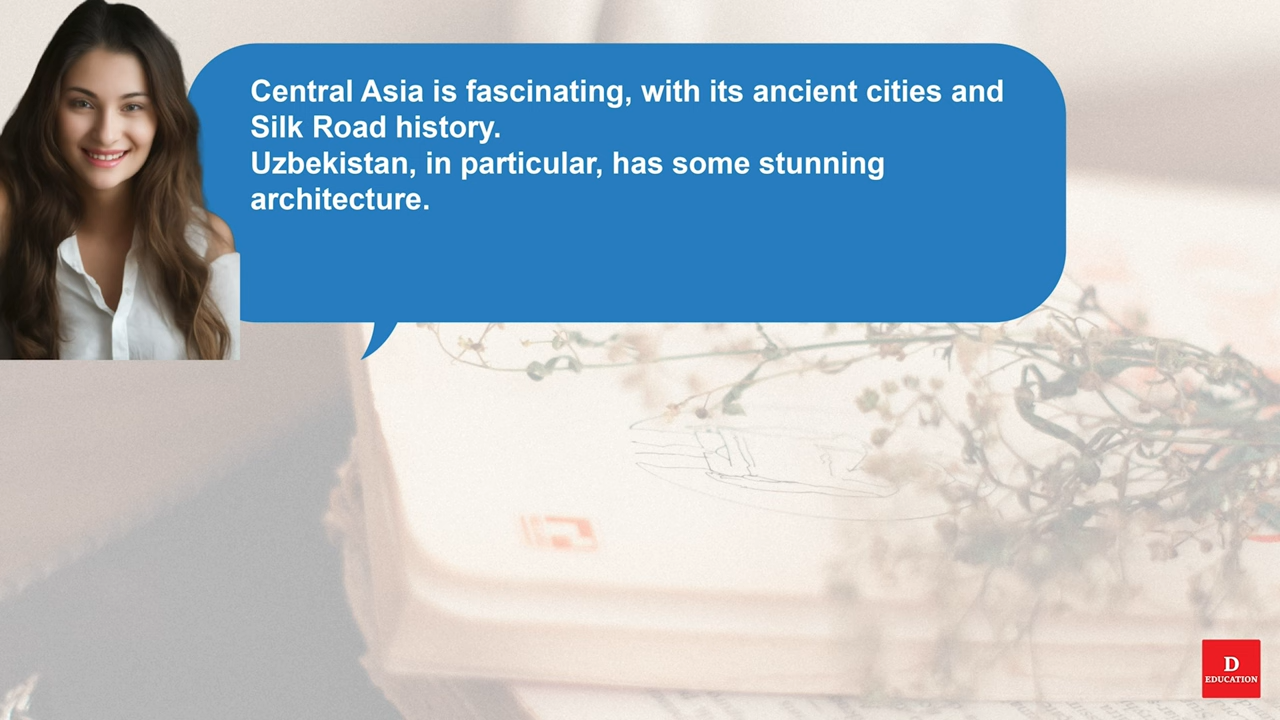 Central Asia is fascinating, with its ancient cities and
Silk Road history.
Uzbekistan, in particular, has some stunning
architecture.
D
EDUCATION